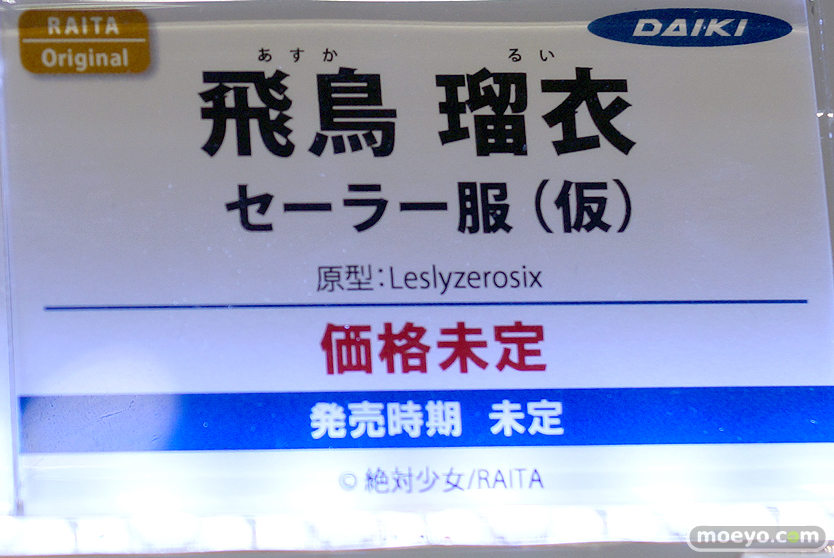 RAITA
Original
DAIKI
あすか るい
飛鳥 瑠衣
セーラー服（仮）
原型：Leslyzerosix
価格未定
発売時期 未定
© 絶対少女/RAITA
moeyo.com